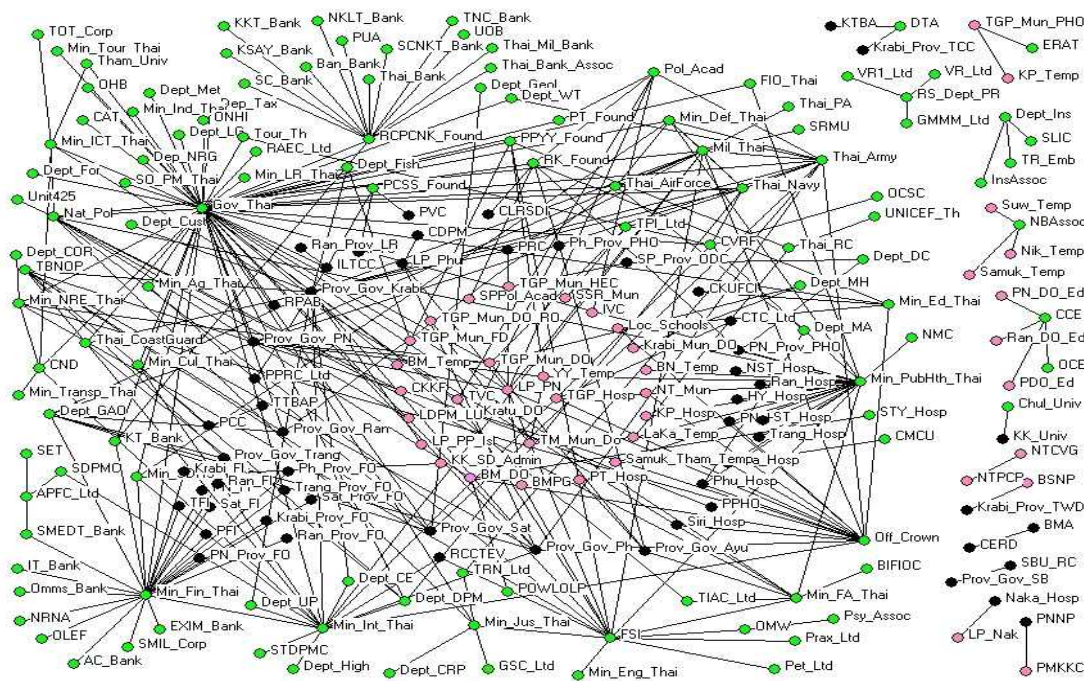 TOT_Corp
KKT_Bank
NKLT_Bank
TNC_Bank
UOB
KTBA
DTA
TGP_Mun_PHO
Min_Tour_Thai
KSAY_Bank
PUA
SCNKT_Bank
Thai_Mil_Bank
Krabi_Prov_TCC
ERAT
Tham_Univ
SC_Bank
Ban_Bank
Thai_Bank
Thai_Bank_Assoc
Pol_Acad
FIO_Thai
VR1_Ltd
VR_Ltd
KP_Temp
OHB
Dept_Met
Dept_Geol
Dept_WT
RS_Dept_PR
CAT
Min_Ind_Thai
Dep_Tax
ONHI
PT_Found
Min_Def_Thai
Thai_PA
GMMM_Ltd
Dept_Ins
Min_ICT_Thai
Dept_LG
Tour_Th
RCPCNK_Found
PPYY_Found
Mil_Thai
SRMU
SLIC
Dept_For
Dep_NRG
RAEC_Ltd
Dept_Fish
RK_Found
Thai_Army
TR_Emb
Unit425
SO_PM_Thai
Min_LR_Thai
PCSS_Found
Thai_AirForce
Thai_Navy
OCSC
InsAssoc
Nat_Pol
Gov_Thai
PVC
CLRSDI
TPI_Ltd
UNICEF_Th
Suw_Temp
NBAssoc
Dept_Cust
CDPM
Dept_COR
Ran_Prov_LR
PRC
Ph_Prov_PHO
CVRF
Thai_RC
Nik_Temp
TBNOP
ILTCC
LP_Phu
SP_Prov_ODC
Dept_DC
Samuk_Temp
Min_NRE_Thai
Min_Ag_Thai
Prov_Gov_Krabi
TGP_Mun_HEC
CKUFCI
Dept_MH
PN_DO_Ed
RPAB
SPPol_Acad
SSR_Mun
IVC
CTC_Ltd
Min_Ed_Thai
CCE
TGP_Mun_DO_RO
Loc_Schools
Dept_MA
Ran_DO_Ed
Thai_CoastGuard
Prov_Gov_PN
TGP_Mun_FD
Krabi_Mun_DO
PN_Prov_PHO
NMC
OCE
CND
Min_Cul_Thai
BM_Temp
TGP_Mun_DO
BN_Temp
NST_Hosp
PDO_Ed
Min_Transp_Thai
PPRC_Ltd
CKKF
YY_Temp
Ran_Hosp
Min_PubHth_Thai
TVC
LP_PN
TGP_Hosp
NT_Mun
HY_Hosp
Dept_GAO
TTBAP
LDPM_LU
Kratu_DO
KP_Hosp
ST_Hosp
STY_Hosp
Chul_Univ
PCC
Prov_Gov_Ran
LaKa_Temp
Trang_Hosp
CMCU
KK_Univ
KT_Bank
LP_PP_Ist
TM_Mun_Do
SET
Prov_Gov_Trang
KK_SD_Admin
Samuk_Tham_Temp
NTCVG
SDPMO
Krabi_FI
Ph_Prov_FO
BM_DO
BMPG
PT_Hosp
Phu_Hosp
NTPCP
BSNP
Ran_FI
Trang_Prov_FO
APFC_Ltd
TFI
Sat_FI
Sat_Prov_FO
PPHO
Krabi_Prov_TWD
SMEDT_Bank
PFI
Krabi_Prov_FO
Prov_Gov_Sat
Siri_Hosp
Off_Crown
BMA
PN_Prov_FO
Ran_Prov_FO
RCCTEV
Prov_Gov_Ph
Prov_Gov_Ayu
CERD
IT_Bank
Dept_CE
TRN_Ltd
BIFIOC
SBU_RC
Omms_Bank
Min_Fin_Thai
POWLOLP
Prov_Gov_SB
NRNA
Dept_UP
Dept_DPM
TIAC_Ltd
Min_FA_Thai
Naka_Hosp
OLEF
EXIM_Bank
Min_Int_Thai
Min_Jus_Thai
FSI
OMW
Psy_Assoc
PNNP
SMIL_Corp
STDPMC
Prax_Ltd
LP_Nak
AC_Bank
Dept_High
Dept_CRP
GSC_Ltd
Min_Eng_Thai
Pet_Ltd
PMKKC